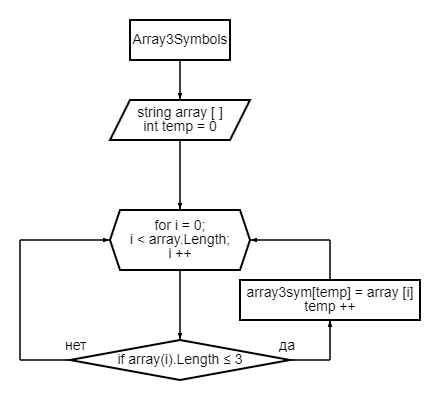 Array3Symbols
string array [ ]
int temp = 0
for i = 0;
i < array.Length;
i ++
array3sym[temp] = array [i]
temp ++
нет
да
if array(i).Length ≤ 3